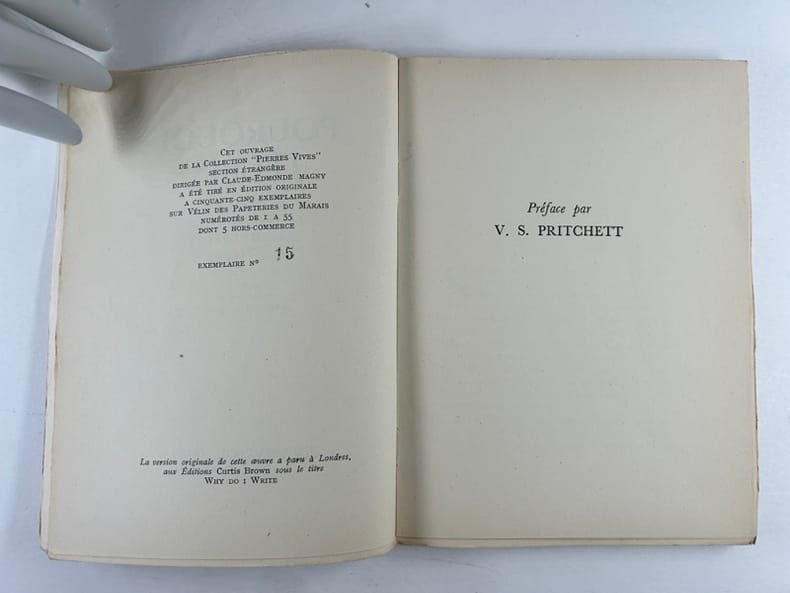 CET OUVRAGE
DE LA COLLECTION "PIERRES VIVES"
SECTION ÉTRANGÈRE
DIRIGÉE PAR CLAUDE-EDMONDE MAGNY
A ÉTÉ TIRÉ EN ÉDITION ORIGINALE
A CINQUANTE-CINQ EXEMPLAIRES
SUR VÉLIN DES PAPETERIES DU MARAIS
NUMÉROTÉS DE 1 A 55
DONT 5 HORS-COMMERCE
EXEMPLAIRE Nº 15
La version originale de cette œuvre a paru à Londres,
aux Éditions Curtis Brown sous le titre
WHY DO I WRITE
Préface par
V. S. PRITCHETT